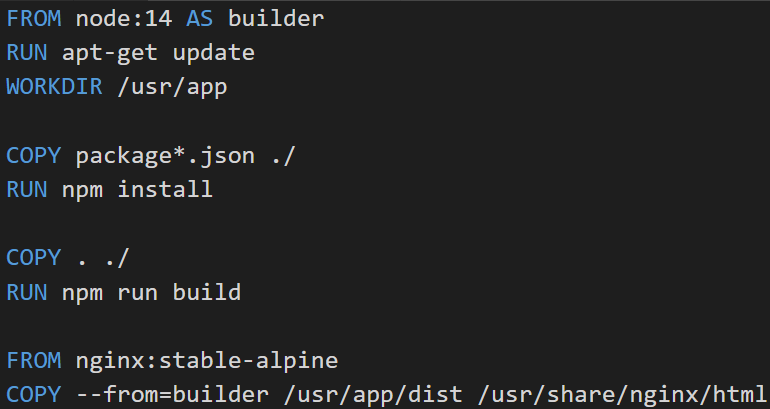 FROM node:14 AS builder
RUN apt-get update
WORKDIR /usr/app
COPY package*.json ./
RUN npm install
COPY . ./
RUN npm run build
FROM nginx:stable-alpine
COPY --from=builder /usr/app/dist /usr/share/nginx/html